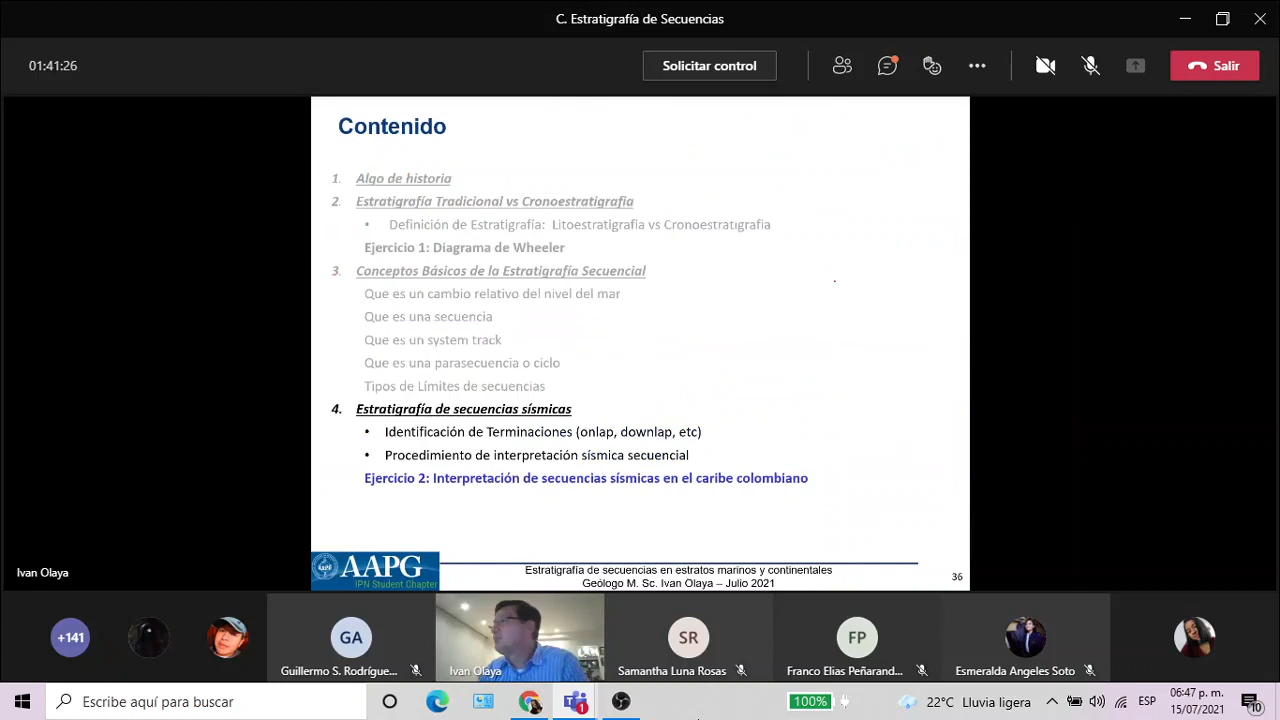 C. Estratigrafía de Secuencias
01:41:26
Solicitar control
Salir
Contenido
1. Algo de historia
2. Estratigrafía Tradicional vs Cronoestratigrafia
• Definición de Estratigrafía: Litoestratigrafia vs Cronoestratigrafia
Ejercicio 1: Diagrama de Wheeler
3. Conceptos Básicos de la Estratigrafía Secuencial
Que es un cambio relativo del nivel del mar
Que es una secuencia
Que es un system track
Que es una parasecuencia o ciclo
Tipos de Límites de secuencias
4. Estratigrafía de secuencias sísmicas
• Identificación de Terminaciones (onlap, downlap, etc)
• Procedimiento de interpretación sísmica secuencial
Ejercicio 2: Interpretación de secuencias sísmicas en el caribe colombiano
Ivan Olaya
AAPG
IPN Student Chapter
Estratigrafía de secuencias en estratos marinos y continentales
Geólogo M. Sc. Ivan Olaya – Julio 2021
36
+141
GA
SR
FP
Guillermo S. Rodrígue...
Ivan Olaya
Samantha Luna Rosas
Franco Elias Peñarand...
Esmeralda Angeles Soto
Escribe aquí para buscar
1
100%
22°C Lluvia ligera
ESP
06:47 p. m.
15/07/2021
10